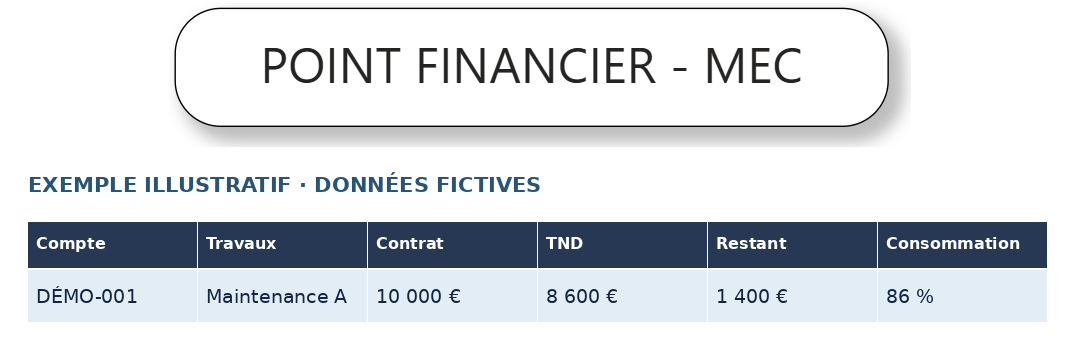 POINT FINANCIER - MEC
EXEMPLE ILLUSTRATIF · DONNÉES FICTIVES
Compte Travaux Contrat TND Restant Consommation
DÉMO-001 Maintenance A 10 000 € 8 600 € 1 400 € 86 %